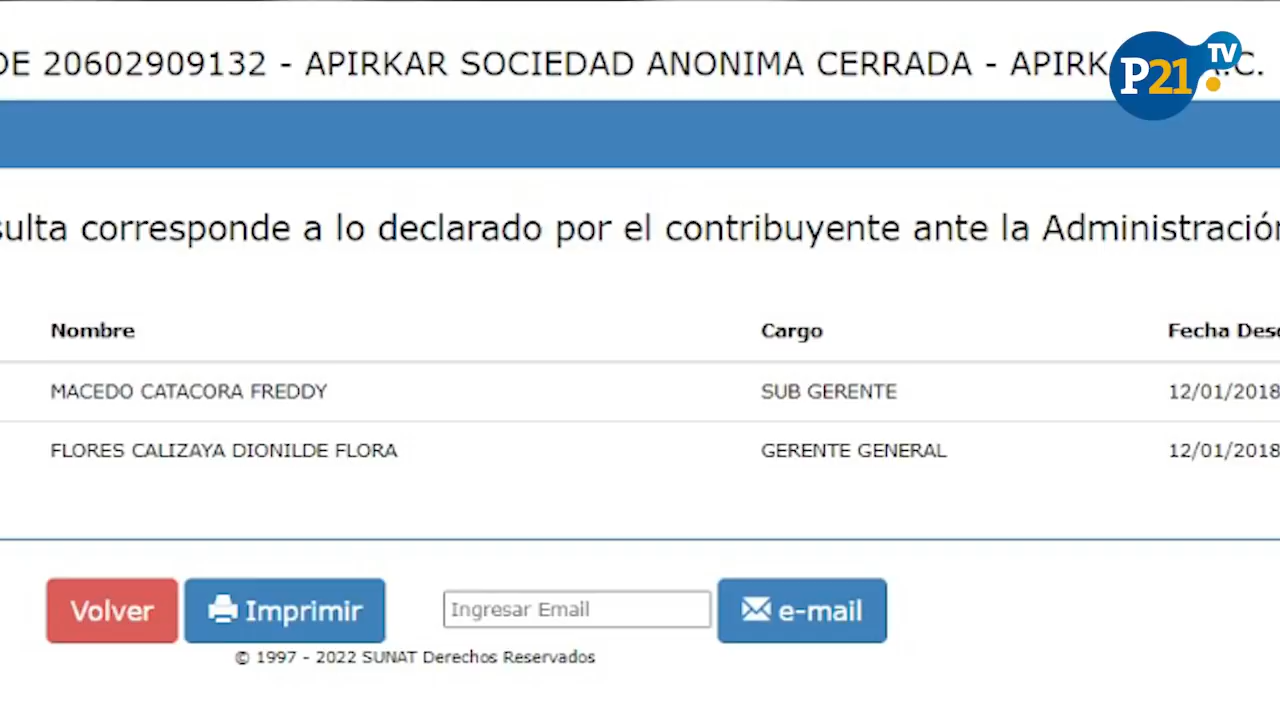 DE 20602909132 - APIRKAR SOCIEDAD ANONIMA CERRADA - APIRK .C.
P21 TV
sulta corresponde a lo declarado por el contribuyente ante la Administración
Nombre Cargo Fecha Desd
MACEDO CATACORA FREDDY SUB GERENTE 12/01/2018
FLORES CALIZAYA DIONILDE FLORA GERENTE GENERAL 12/01/2018
Volver Imprimir Ingresar Email e-mail
© 1997 - 2022 SUNAT Derechos Reservados